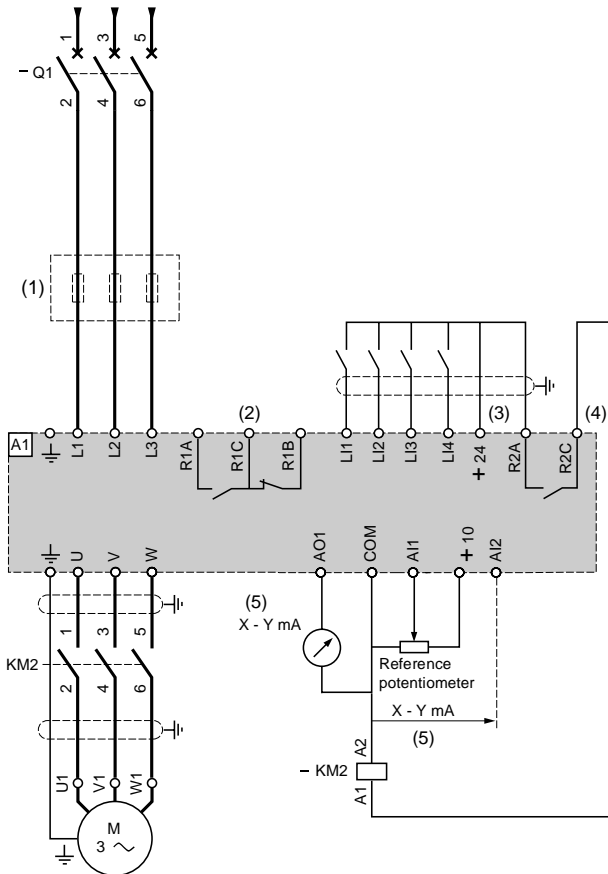 1 3 5
– Q1
2 4 6
(1)
(2) (3) (4)
A1 L1 L2 L3 R1A R1C R1B LI1 LI2 LI3 LI4 + 24 R2A R2C
U V W AO1 COM AI1 + 10 AI2
(5)
X - Y mA
1 3 5
KM2
2 4 6
Reference
potentiometer
X - Y mA
(5)
A2
– KM2
A1
U1 V1 W1
M
3